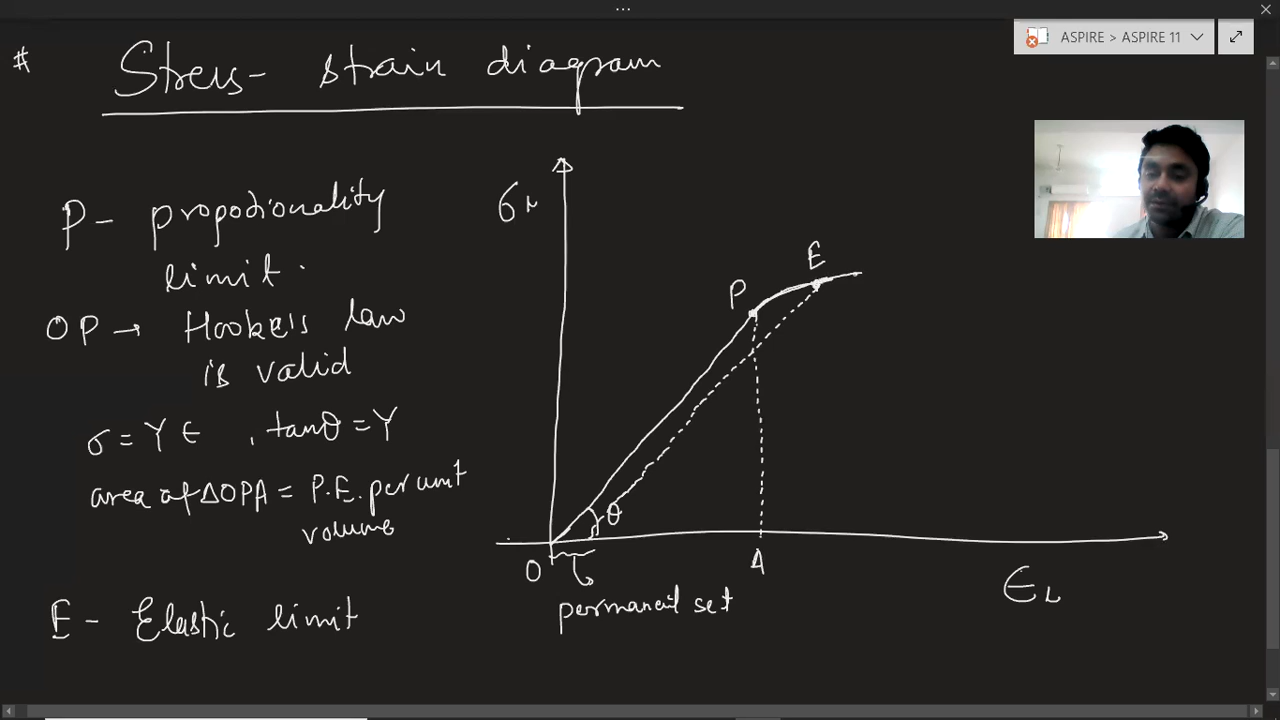 ASPIRE > ASPIRE 11
# Stress- strain diagram
P - propotionality
limit.
OP → Hooke's law
is valid
σ = Y ϵ , tanθ = Y
area of ΔOPA = P.E. per unit
volume
E - Elastic limit
P
E
θ
O
A
permanent set
ϵL